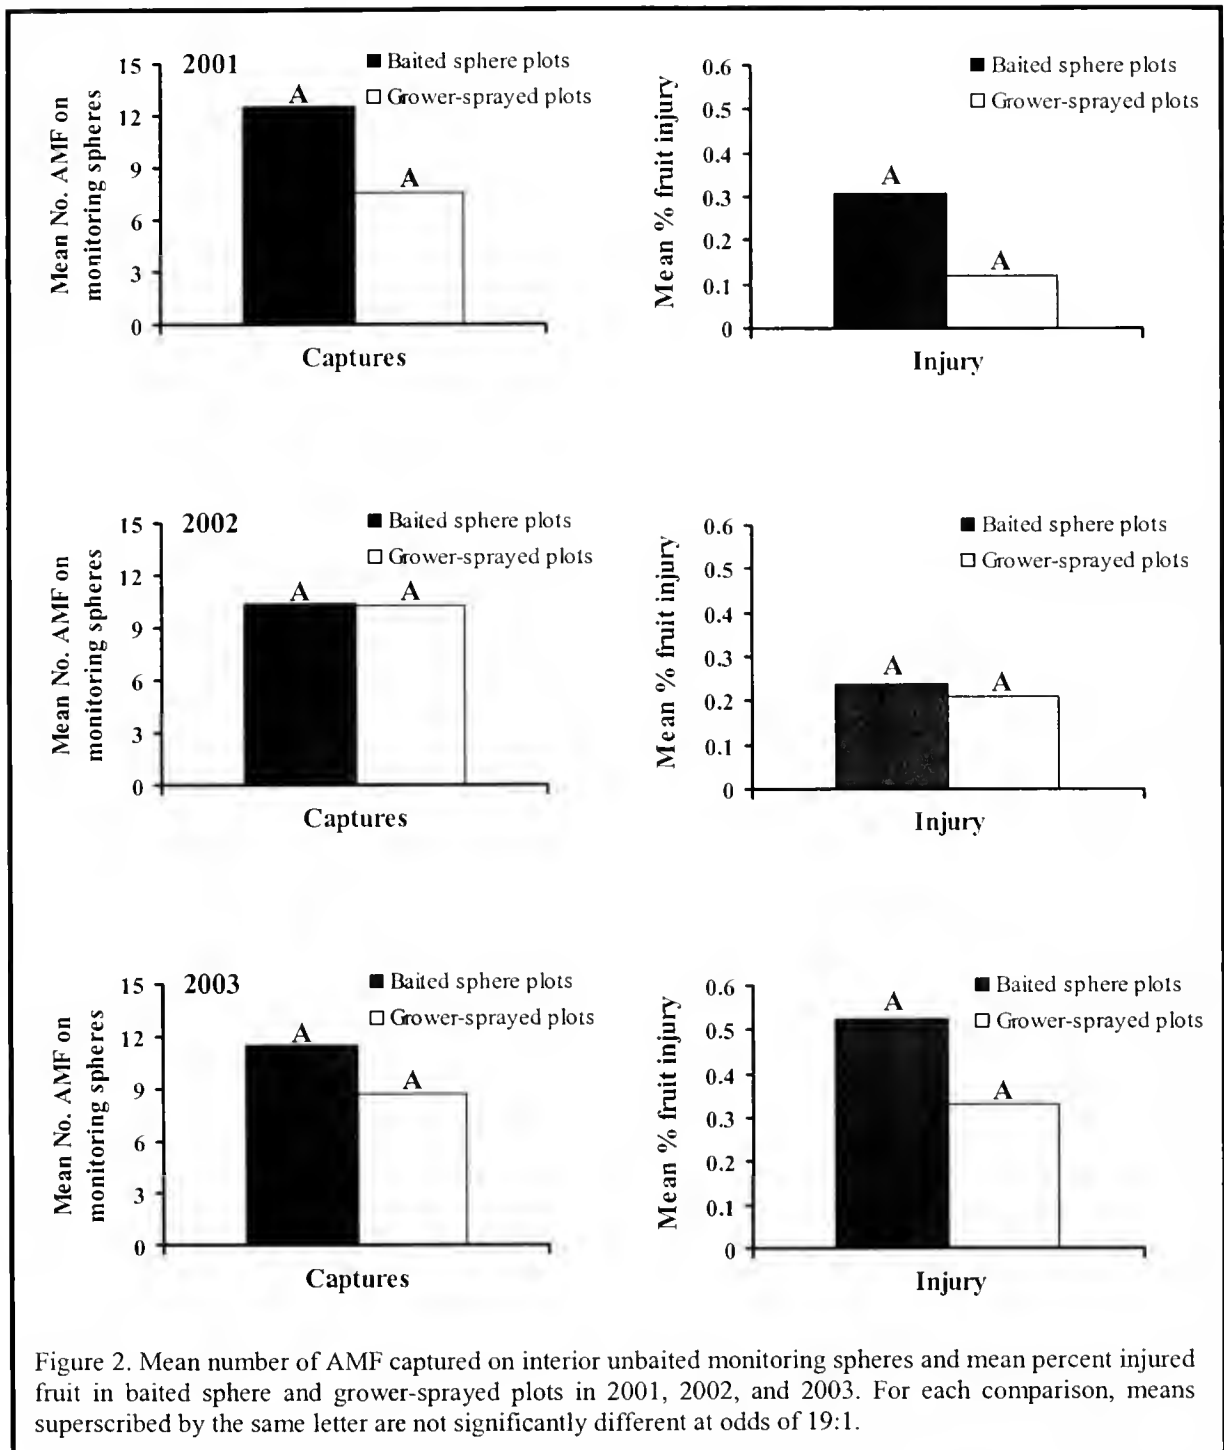 2001
■ Baited sphere plots
□ Grower-sprayed plots
Mean No. AMF on
monitoring spheres
15
12
9
6
3
0
A
A
Captures
■ Baited sphere plots
□ Grower-sprayed plots
Mean % fruit injury
0.6
0.5
0.4
0.3
0.2
0.1
0
A
A
Injury
2002
■ Baited sphere plots
□ Grower-sprayed plots
Mean No. AMF on
monitoring spheres
15
12
9
6
3
0
A
A
Captures
■ Baited sphere plots
□ Grower-sprayed plots
Mean % fruit injury
0.6
0.5
0.4
0.3
0.2
0.1
0
A
A
Injury
2003
■ Baited sphere plots
□ Grower-sprayed plots
Mean No. AMF on
monitoring spheres
15
12
9
6
3
0
A
A
Captures
■ Baited sphere plots
□ Grower-sprayed plots
Mean % fruit injury
0.6
0.5
0.4
0.3
0.2
0.1
0
A
A
Injury
Figure 2. Mean number of AMF captured on interior unbaited monitoring spheres and mean percent injured
fruit in baited sphere and grower-sprayed plots in 2001, 2002, and 2003. For each comparison, means
superscribed by the same letter are not significantly different at odds of 19:1.